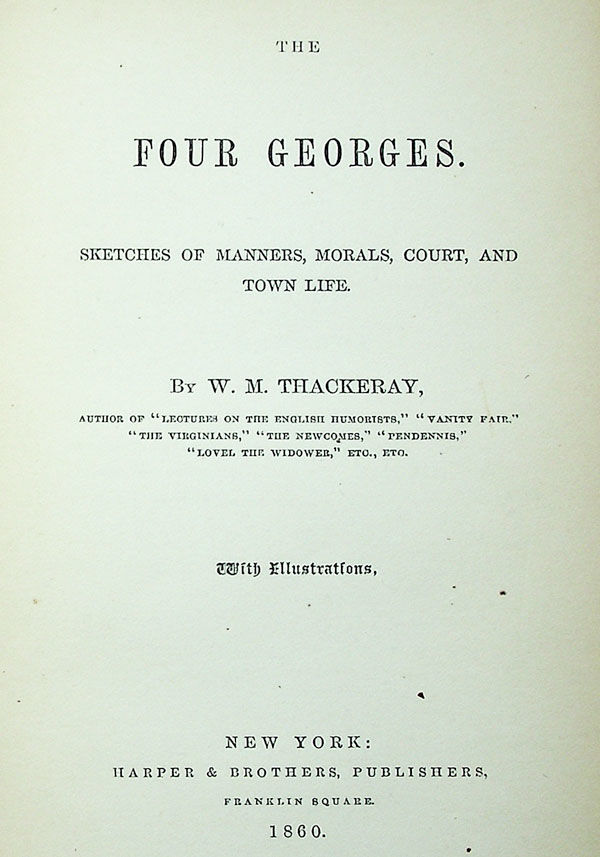 THE
FOUR GEORGES.
SKETCHES OF MANNERS, MORALS, COURT, AND
TOWN LIFE.
BY W. M. THACKERAY,
AUTHOR OF "LECTURES ON THE ENGLISH HUMORISTS," "VANITY FAIR,"
"THE VIRGINIANS," "THE NEWCOMES," "PENDENNIS,"
"LOVEL THE WIDOWER," ETC., ETC.
With Illustrations,
NEW YORK:
HARPER & BROTHERS, PUBLISHERS,
FRANKLIN SQUARE.
1860.